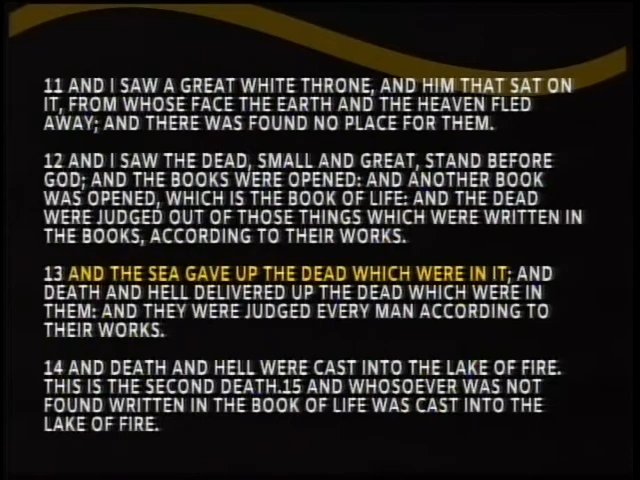 11 AND I SAW A GREAT WHITE THRONE, AND HIM THAT SAT ON
IT, FROM WHOSE FACE THE EARTH AND THE HEAVEN FLED
AWAY; AND THERE WAS FOUND NO PLACE FOR THEM.
12 AND I SAW THE DEAD, SMALL AND GREAT, STAND BEFORE
GOD; AND THE BOOKS WERE OPENED: AND ANOTHER BOOK
WAS OPENED, WHICH IS THE BOOK OF LIFE: AND THE DEAD
WERE JUDGED OUT OF THOSE THINGS WHICH WERE WRITTEN IN
THE BOOKS, ACCORDING TO THEIR WORKS.
13 AND THE SEA GAVE UP THE DEAD WHICH WERE IN IT; AND
DEATH AND HELL DELIVERED UP THE DEAD WHICH WERE IN
THEM: AND THEY WERE JUDGED EVERY MAN ACCORDING TO
THEIR WORKS.
14 AND DEATH AND HELL WERE CAST INTO THE LAKE OF FIRE.
THIS IS THE SECOND DEATH.15 AND WHOSOEVER WAS NOT
FOUND WRITTEN IN THE BOOK OF LIFE WAS CAST INTO THE
LAKE OF FIRE.